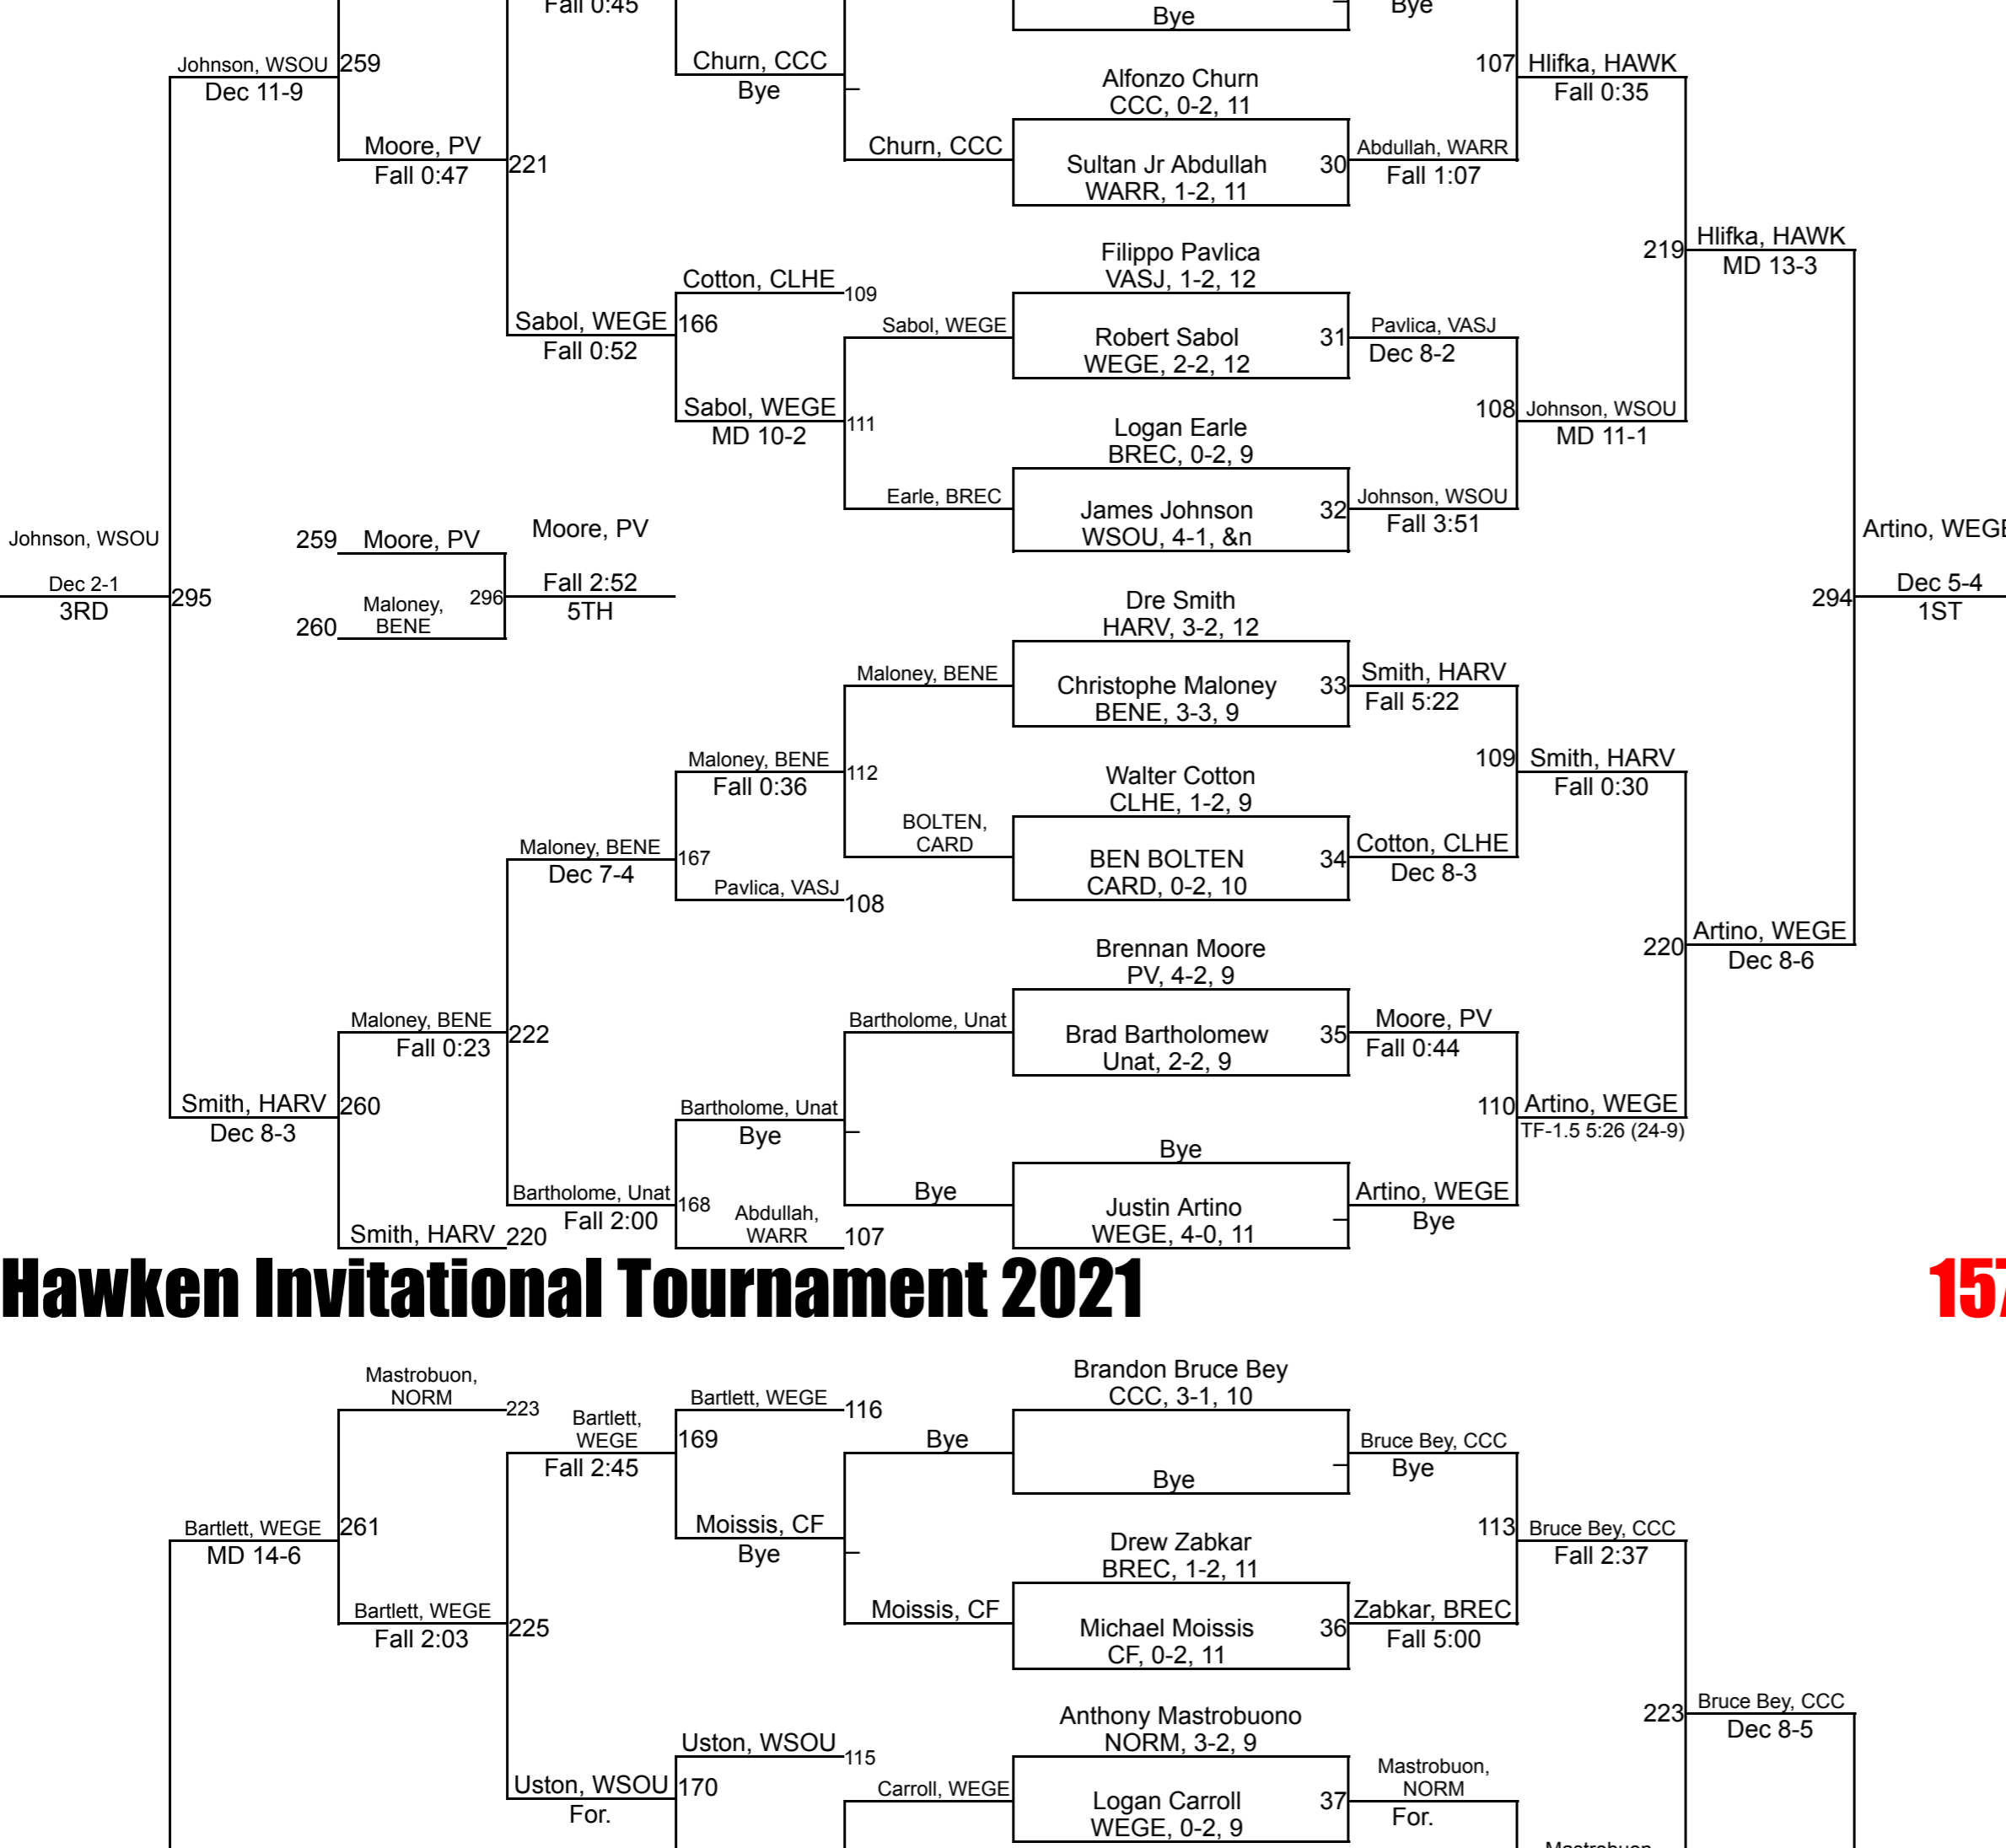 Fall 0:45
Bye
Bye
Johnson, WSOU
259
Dec 11-9
Churn, CCC
Bye
Alfonzo Churn
CCC, 0-2, 11
107
Hlifka, HAWK
Fall 0:35
Moore, PV
Fall 0:47
221
Churn, CCC
Sultan Jr Abdullah
WARR, 1-2, 11
30
Abdullah, WARR
Fall 1:07
Filippo Pavlica
VASJ, 1-2, 12
219
Hlifka, HAWK
MD 13-3
Cotton, CLHE
109
Sabol, WEGE
166
Fall 0:52
Sabol, WEGE
Robert Sabol
WEGE, 2-2, 12
31
Pavlica, VASJ
Dec 8-2
Sabol, WEGE
111
MD 10-2
Logan Earle
BREC, 0-2, 9
108
Johnson, WSOU
MD 11-1
Earle, BREC
James Johnson
WSOU, 4-1, &n
32
Johnson, WSOU
Fall 3:51
Johnson, WSOU
Dec 2-1
3RD
295
259
Moore, PV
Moore, PV
260
Maloney,
BENE
296
Fall 2:52
5TH
Artino, WEGE
294
Dec 5-4
1ST
Dre Smith
HARV, 3-2, 12
Maloney, BENE
Christophe Maloney
BENE, 3-3, 9
33
Smith, HARV
Fall 5:22
Maloney, BENE
112
Fall 0:36
Walter Cotton
CLHE, 1-2, 9
109
Smith, HARV
Fall 0:30
BOLTEN,
CARD
BEN BOLTEN
CARD, 0-2, 10
34
Cotton, CLHE
Dec 8-3
Maloney, BENE
167
Dec 7-4
Pavlica, VASJ
108
Brennan Moore
PV, 4-2, 9
220
Artino, WEGE
Dec 8-6
Maloney, BENE
222
Fall 0:23
Bartholome, Unat
Brad Bartholomew
Unat, 2-2, 9
35
Moore, PV
Fall 0:44
Smith, HARV
260
Dec 8-3
Bartholome, Unat
Bye
Bye
110
Artino, WEGE
TF-1.5 5:26 (24-9)
Bartholome, Unat
168
Fall 2:00
Bye
Justin Artino
WEGE, 4-0, 11
Artino, WEGE
Bye
Smith, HARV
220
Abdullah,
WARR
107
Hawken Invitational Tournament 2021
157
Mastrobuon,
NORM
223
Bartlett,
WEGE
Fall 2:45
169
Bartlett, WEGE
116
Brandon Bruce Bey
CCC, 3-1, 10
Bye
Bye
Bruce Bey, CCC
Bye
Bartlett, WEGE
261
MD 14-6
Moissis, CF
Bye
Drew Zabkar
BREC, 1-2, 11
113
Bruce Bey, CCC
Fall 2:37
Bartlett, WEGE
225
Fall 2:03
Moissis, CF
Michael Moissis
CF, 0-2, 11
36
Zabkar, BREC
Fall 5:00
Anthony Mastrobuono
NORM, 3-2, 9
223
Bruce Bey, CCC
Dec 8-5
Uston, WSOU
115
Uston, WSOU
170
For.
Carroll, WEGE
Logan Carroll
WEGE, 0-2, 9
37
Mastrobuon,
NORM
For.